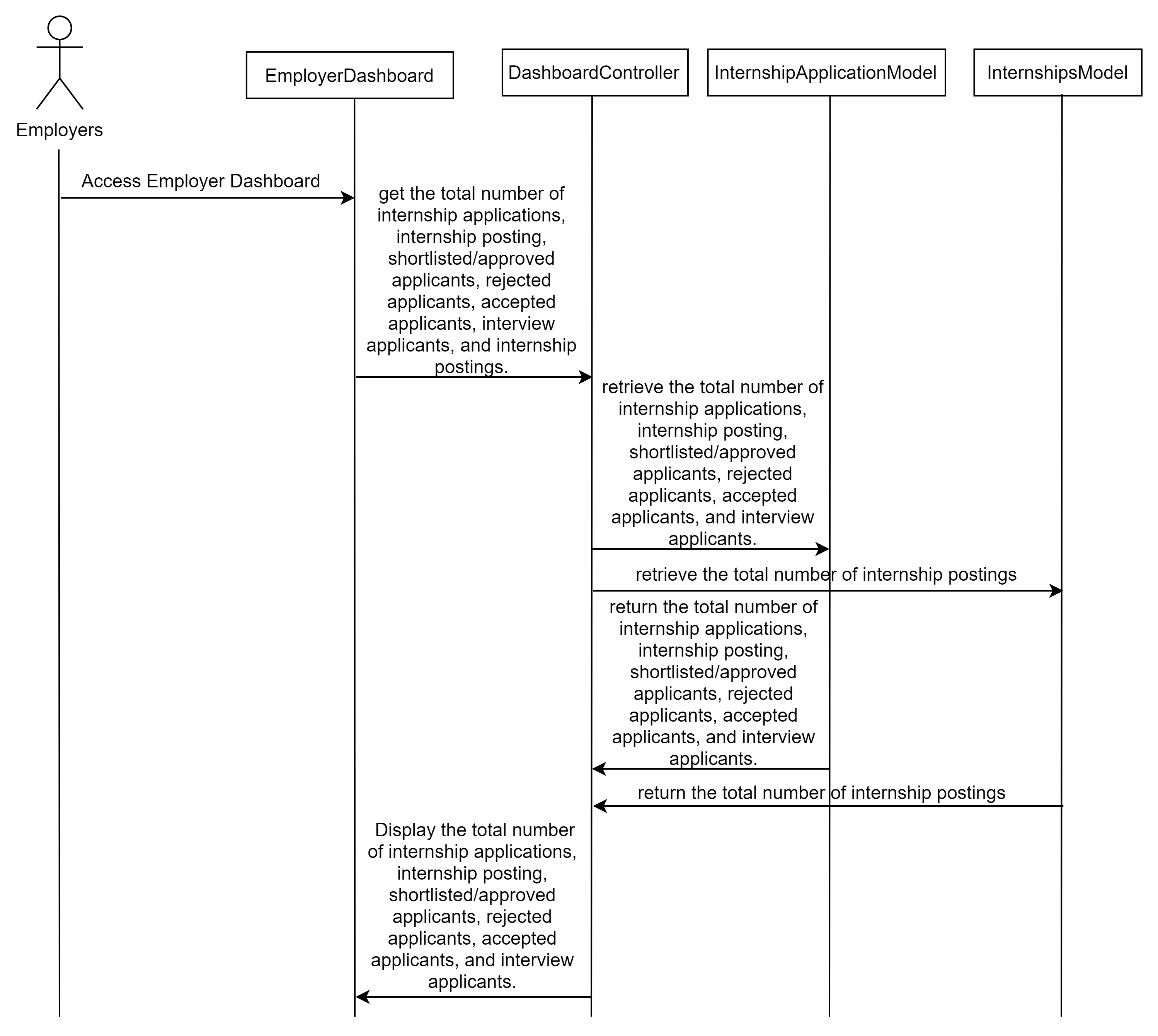 EmployerDashboard
DashboardController
InternshipApplicationModel
InternshipsModel
Employers
Access Employer Dashboard
get the total number of
internship applications,
internship posting,
shortlisted/approved
applicants, rejected
applicants, accepted
applicants, interview
applicants, and internship
postings.
retrieve the total number of
internship applications,
internship posting,
shortlisted/approved
applicants, rejected
applicants, accepted
applicants, and interview
applicants.
retrieve the total number of internship postings
return the total number of
internship applications,
internship posting,
shortlisted/approved
applicants, rejected
applicants, accepted
applicants, and interview
applicants.
return the total number of internship postings
Display the total number
of internship applications,
internship posting,
shortlisted/approved
applicants, rejected
applicants, accepted
applicants, and interview
applicants.